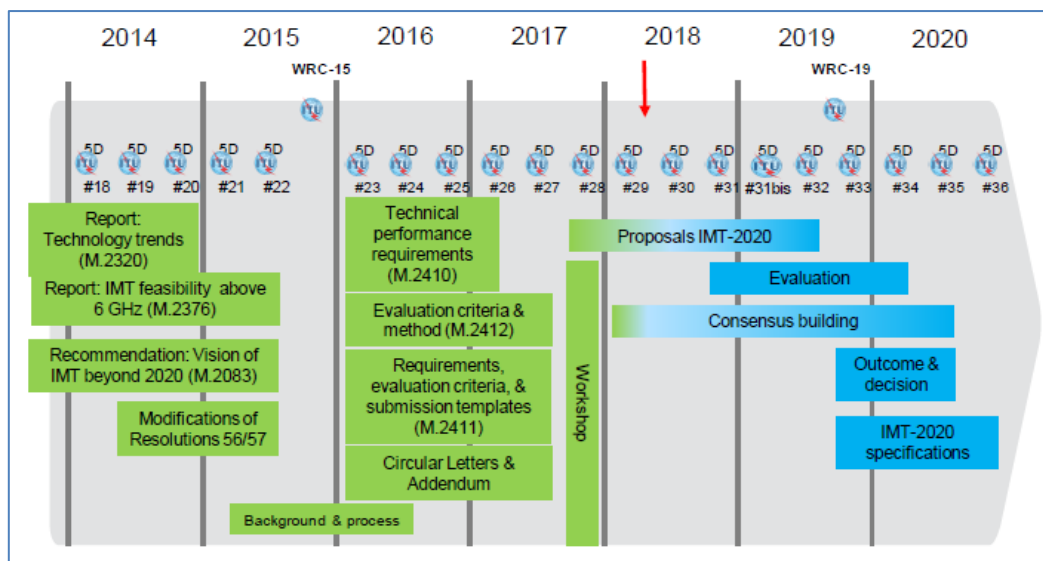 2014 2015 2016 2017 2018 2019 2020
WRC-15 WRC-19
5D 5D 5D 5D 5D 5D 5D 5D 5D 5D 5D 5D 5D 5D 5D 5D 5D 5D 5D 5D
#18 #19 #20 #21 #22 #23 #24 #25 #26 #27 #28 #29 #30 #31 #31bis #32 #33 #34 #35 #36
Report:
Technology trends
(M.2320)
Report: IMT feasibility above
6 GHz (M.2376)
Recommendation: Vision of
IMT beyond 2020 (M.2083)
Modifications of
Resolutions 56/57
Background & process
Technical
performance
requirements
(M.2410)
Evaluation criteria &
method (M.2412)
Requirements,
evaluation criteria, &
submission templates
(M.2411)
Circular Letters &
Addendum
Workshop
Proposals IMT-2020
Evaluation
Consensus building
Outcome &
decision
IMT-2020
specifications